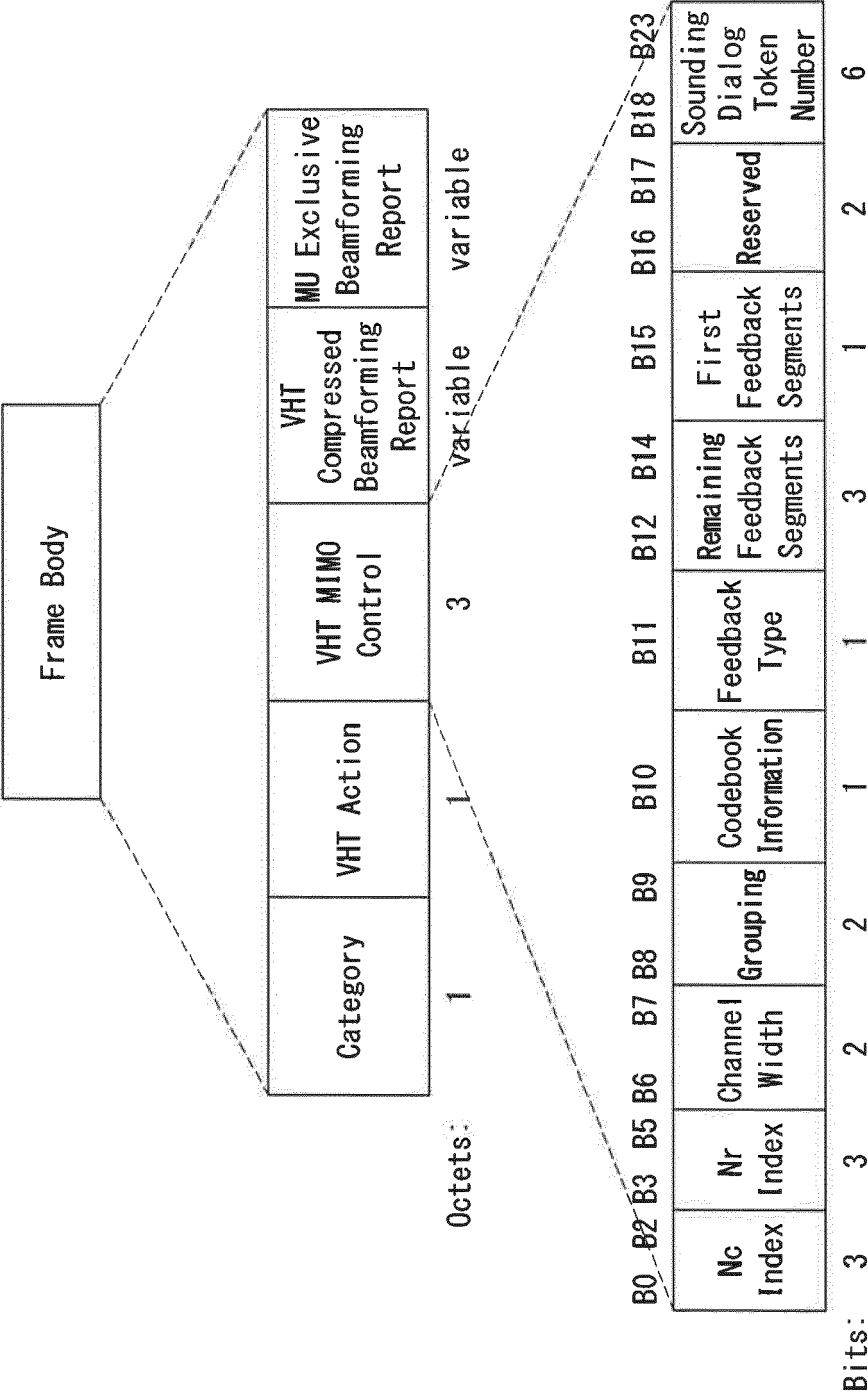 Frame Body
Category
VHT Action
VHT MIMO
Control
VHT
Compressed
Beamforming
Report
MU Exclusive
Beamforming
Report
Octets: 1 1 3 variable variable
B0 B2 B3 B5 B6 B7 B8 B9 B10 B11 B12 B14 B15 B16 B17 B18 B23
Nc
Index
Nr
Index
Channel
Width
Grouping
Codebook
Information
Feedback
Type
Remaining
Feedback
Segments
First
Feedback
Segments
Reserved
Sounding
Dialog
Token
Number
Bits: 3 3 2 2 1 1 3 1 2 6